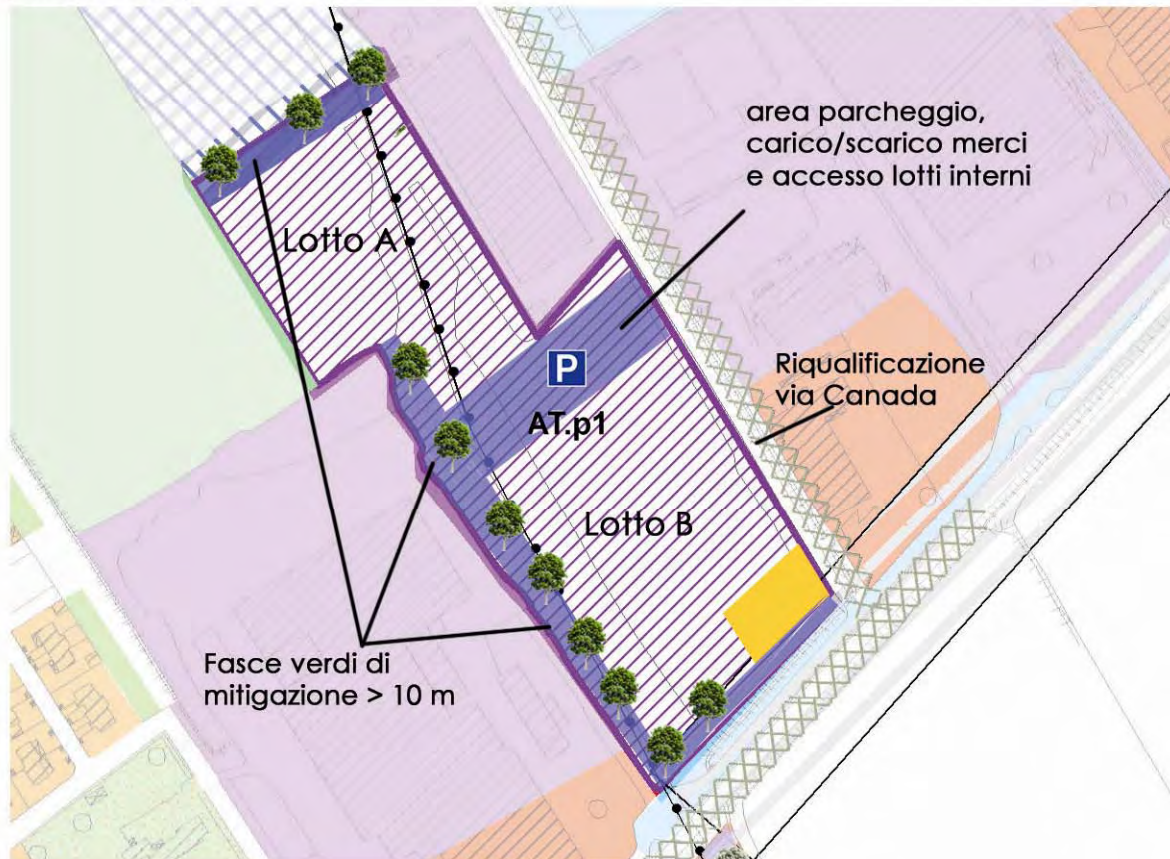 area parcheggio,
carico/scarico merci
e accesso lotti interni
Lotto A
P
Riqualificazione
via Canada
AT.p1
Lotto B
Fasce verdi di
mitigazione > 10 m